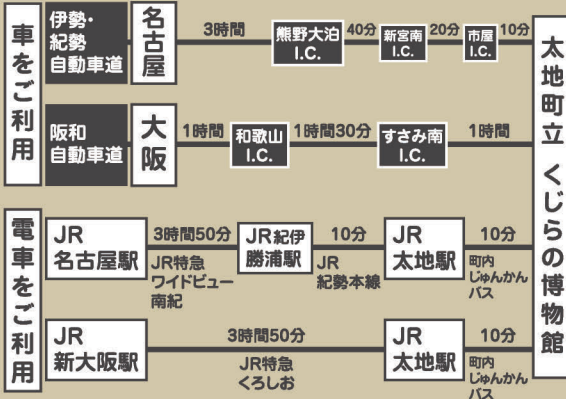 車をご利用
伊勢・
紀勢
自動車道
名古屋
3時間
熊野大泊
I.C.
40分
新宮南
I.C.
20分
市屋
I.C.
10分
阪和
自動車道
大阪
1時間
和歌山
I.C.
1時間30分
すさみ南
I.C.
1時間
電車をご利用
JR
名古屋駅
3時間50分
JR特急
ワイドビュー
南紀
JR紀伊
勝浦駅
10分
JR
紀勢本線
JR
太地駅
10分
町内
じゅんかん
バス
JR
新大阪駅
3時間50分
JR特急
くろしお
JR
太地駅
10分
町内
じゅんかん
バス
太地町立 くじらの博物館